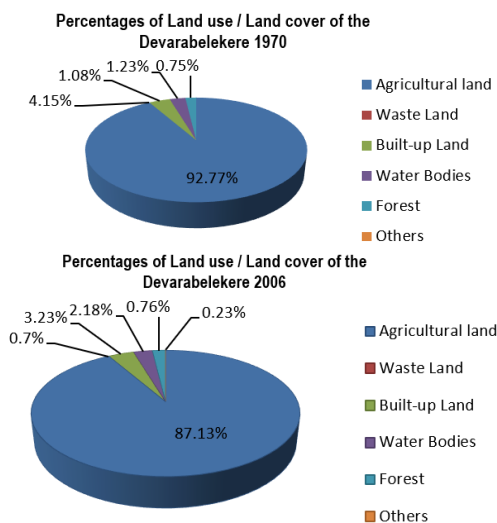 Percentages of Land use / Land cover of the
Devarabelekere 1970
1.23% 0.75%
1.08%
4.15%
92.77%
Agricultural land
Waste Land
Built-up Land
Water Bodies
Forest
Others
Percentages of Land use / Land cover of the
Devarabelekere 2006
2.18% 0.76% 0.23%
3.23%
0.7%
87.13%
Agricultural land
Waste Land
Built-up Land
Water Bodies
Forest
Others